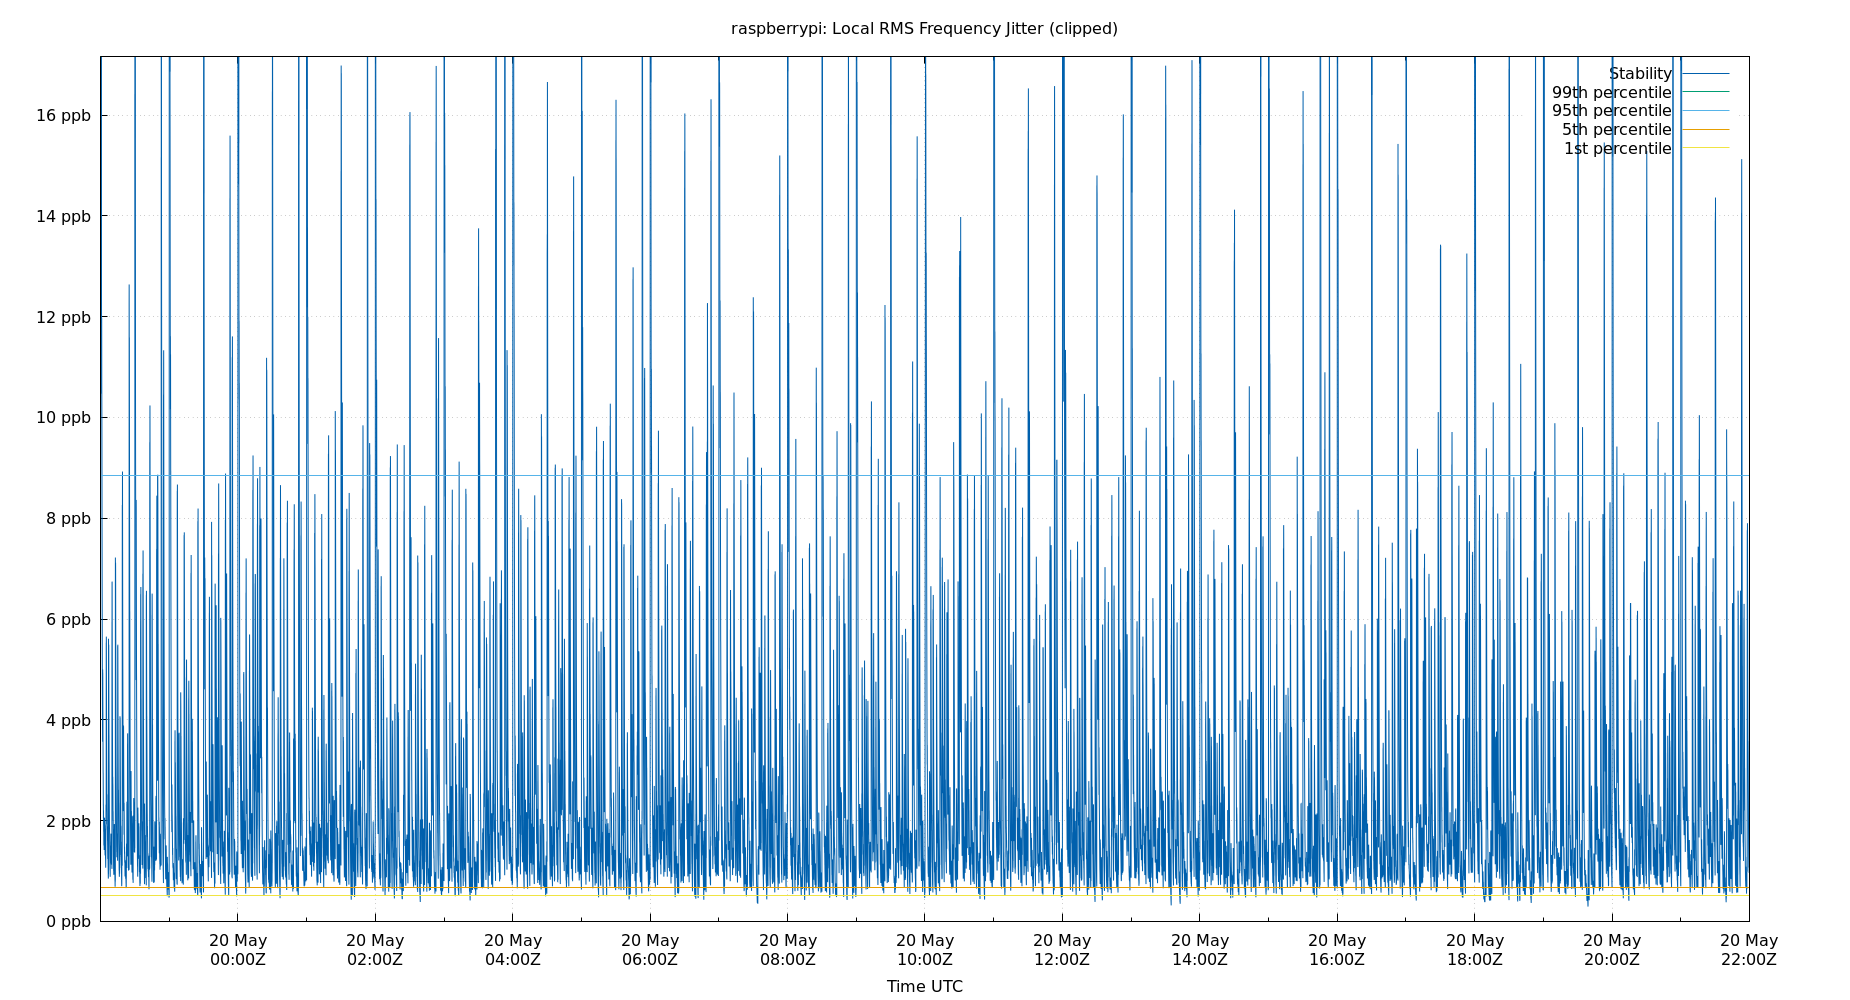 raspberrypi: Local RMS Frequency Jitter (clipped)
Stability
99th percentile
95th percentile
5th percentile
1st percentile
16 ppb
14 ppb
12 ppb
10 ppb
8 ppb
6 ppb
4 ppb
2 ppb
0 ppb
20 May 20 May 20 May 20 May 20 May 20 May 20 May 20 May 20 May 20 May 20 May 20 May
00:00Z 02:00Z 04:00Z 06:00Z 08:00Z 10:00Z 12:00Z 14:00Z 16:00Z 18:00Z 20:00Z 22:00Z
Time UTC